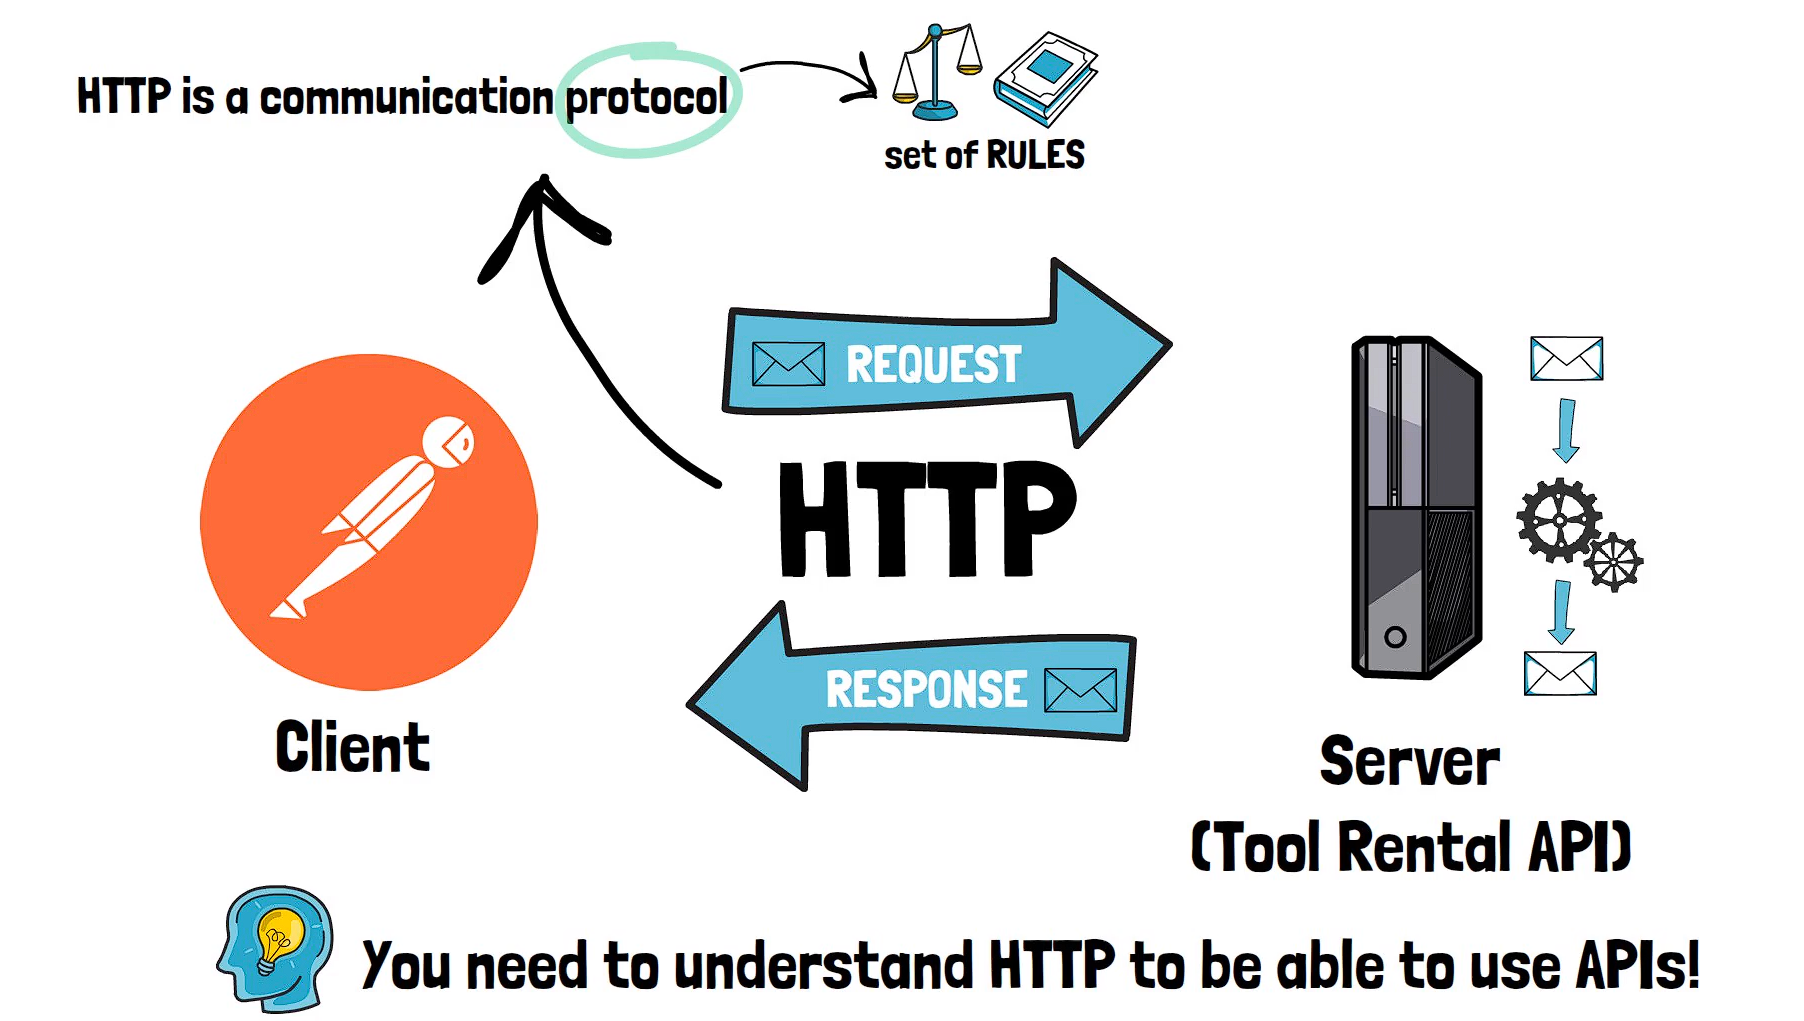 HTTP is a communication protocol
set of RULES
REQUEST
HTTP
RESPONSE
Client
Server
(Tool Rental API)
You need to understand HTTP to be able to use APIs!